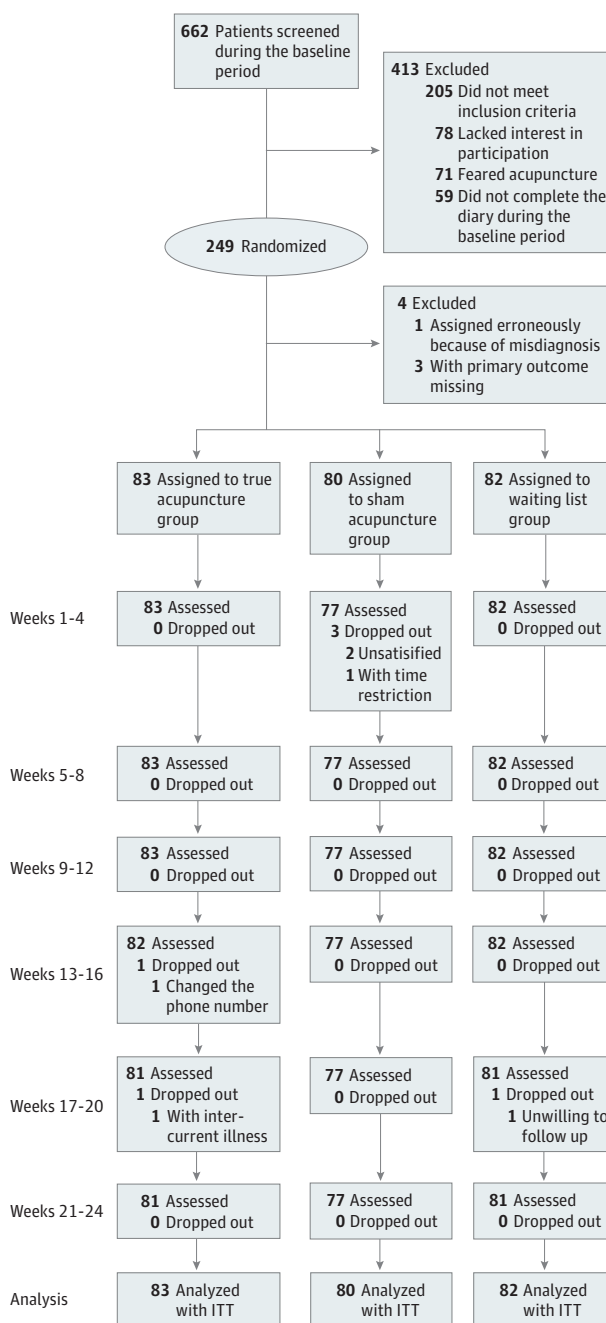 662 Patients screened
during the baseline
period
413 Excluded
205 Did not meet
inclusion criteria
78 Lacked interest in
participation
71 Feared acupuncture
59 Did not complete the
diary during the
baseline period
249 Randomized
4 Excluded
1 Assigned erroneously
because of misdiagnosis
3 With primary outcome
missing
83 Assigned to true
acupuncture
group
80 Assigned
to sham
acupuncture
group
82 Assigned to
waiting list
group
Weeks 1-4
83 Assessed
0 Dropped out
77 Assessed
3 Dropped out
2 Unsatisified
1 With time
restriction
82 Assessed
0 Dropped out
Weeks 5-8
83 Assessed
0 Dropped out
77 Assessed
0 Dropped out
82 Assessed
0 Dropped out
Weeks 9-12
83 Assessed
0 Dropped out
77 Assessed
0 Dropped out
82 Assessed
0 Dropped out
Weeks 13-16
82 Assessed
1 Dropped out
1 Changed the
phone number
77 Assessed
0 Dropped out
82 Assessed
0 Dropped out
Weeks 17-20
81 Assessed
1 Dropped out
1 With inter-
current illness
77 Assessed
0 Dropped out
81 Assessed
1 Dropped out
1 Unwilling to
follow up
Weeks 21-24
81 Assessed
0 Dropped out
77 Assessed
0 Dropped out
81 Assessed
0 Dropped out
Analysis
83 Analyzed
with ITT
80 Analyzed
with ITT
82 Analyzed
with ITT